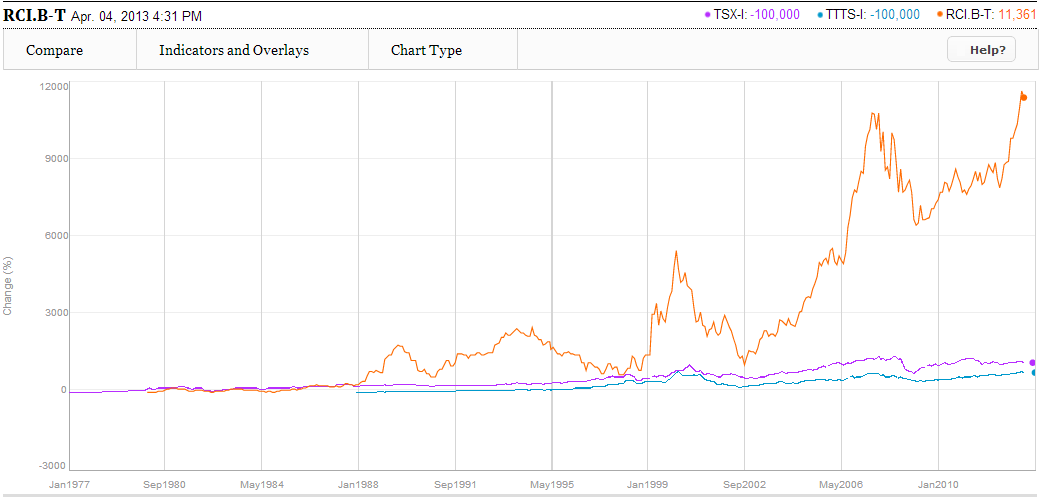 RCI.B-T Apr. 04, 2013 4:31 PM TSX-I: -100,000 TTTS-I: -100,000 RCI.B-T: 11,361
Compare Indicators and Overlays Chart Type Help?
12000
9000
6000
3000
0
-3000
Change (%)
Jan1977 Sep1980 May1984 Jan1988 Sep1991 May1995 Jan1999 Sep2002 May2006 Jan2010